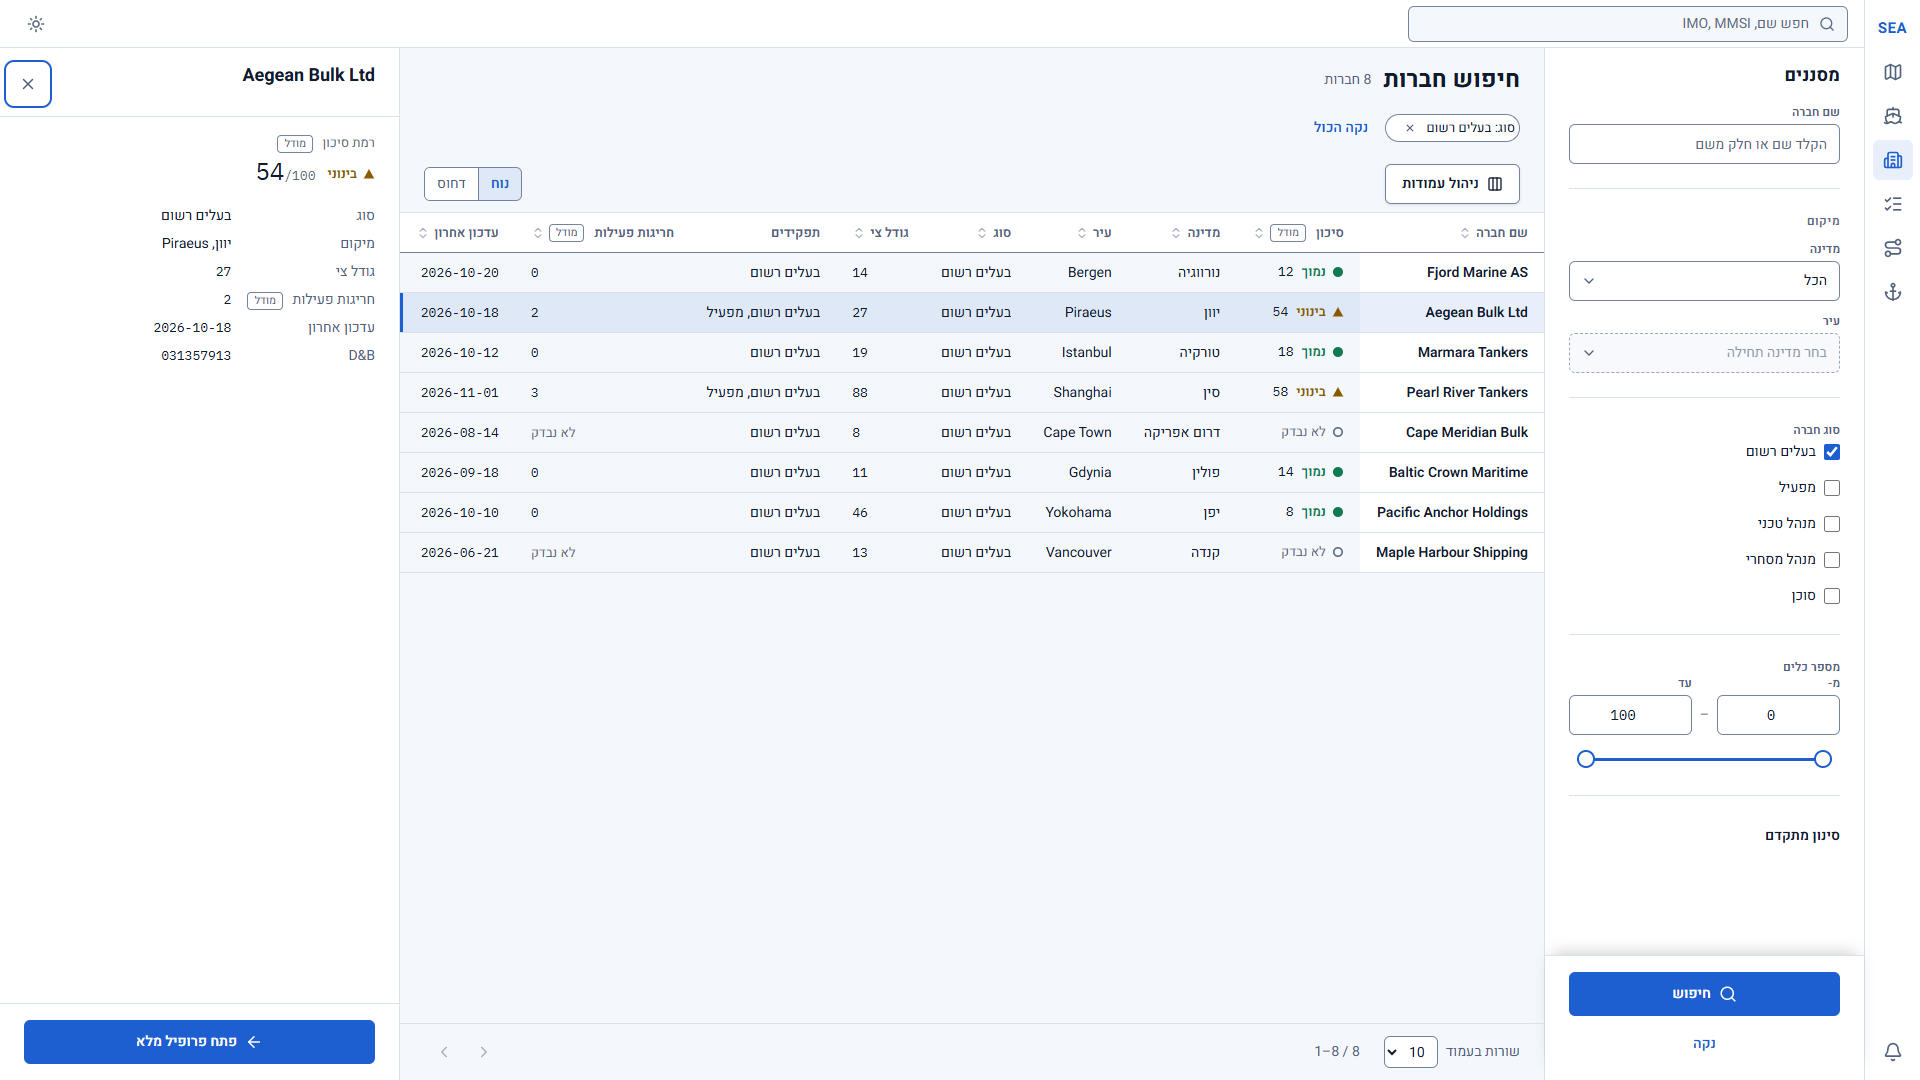 SEA
חפש שם, IMO, MMSI
מסננים
שם חברה
הקלד שם או חלק משם
מיקום
מדינה
הכל
עיר
בחר מדינה תחילה
סוג חברה
בעלים רשום
מפעיל
מנהל טכני
מנהל מסחרי
סוכן
מספר כלים
מ- עד
0 – 100
סינון מתקדם
חיפוש
נקה
חיפוש חברות 8 חברות
סוג: בעלים רשום
נקה הכול
ניהול עמודות
נוח דחוס
שם חברה סיכון מודל מדינה עיר סוג גודל צי תפקידים חריגות פעילות מודל עדכון אחרון
Fjord Marine AS נמוך 12 נורווגיה Bergen בעלים רשום 14 בעלים רשום 0 2026-10-20
Aegean Bulk Ltd בינוני 54 יוון Piraeus בעלים רשום 27 בעלים רשום, מפעיל 2 2026-10-18
Marmara Tankers נמוך 18 טורקיה Istanbul בעלים רשום 19 בעלים רשום 0 2026-10-12
Pearl River Tankers בינוני 58 סין Shanghai בעלים רשום 88 בעלים רשום, מפעיל 3 2026-11-01
Cape Meridian Bulk לא נבדק דרום אפריקה Cape Town בעלים רשום 8 בעלים רשום לא נבדק 2026-08-14
Baltic Crown Maritime נמוך 14 פולין Gdynia בעלים רשום 11 בעלים רשום 0 2026-09-18
Pacific Anchor Holdings נמוך 8 יפן Yokohama בעלים רשום 46 בעלים רשום 0 2026-10-10
Maple Harbour Shipping לא נבדק קנדה Vancouver בעלים רשום 13 בעלים רשום לא נבדק 2026-06-21
שורות בעמוד 10 1–8 / 8
Aegean Bulk Ltd
רמת סיכון מודל
בינוני 54/100
סוג בעלים רשום
מיקום יוון, Piraeus
גודל צי 27
חריגות פעילות מודל 2
עדכון אחרון 2026-10-18
D&B 031357913
פתח פרופיל מלא